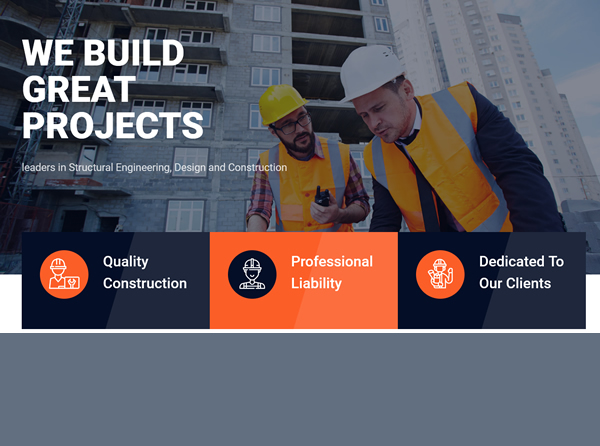 WE BUILD
GREAT
PROJECTS
leaders in Structural Engineering, Design and Construction
Quality
Construction
Professional
Liability
Dedicated To
Our Clients